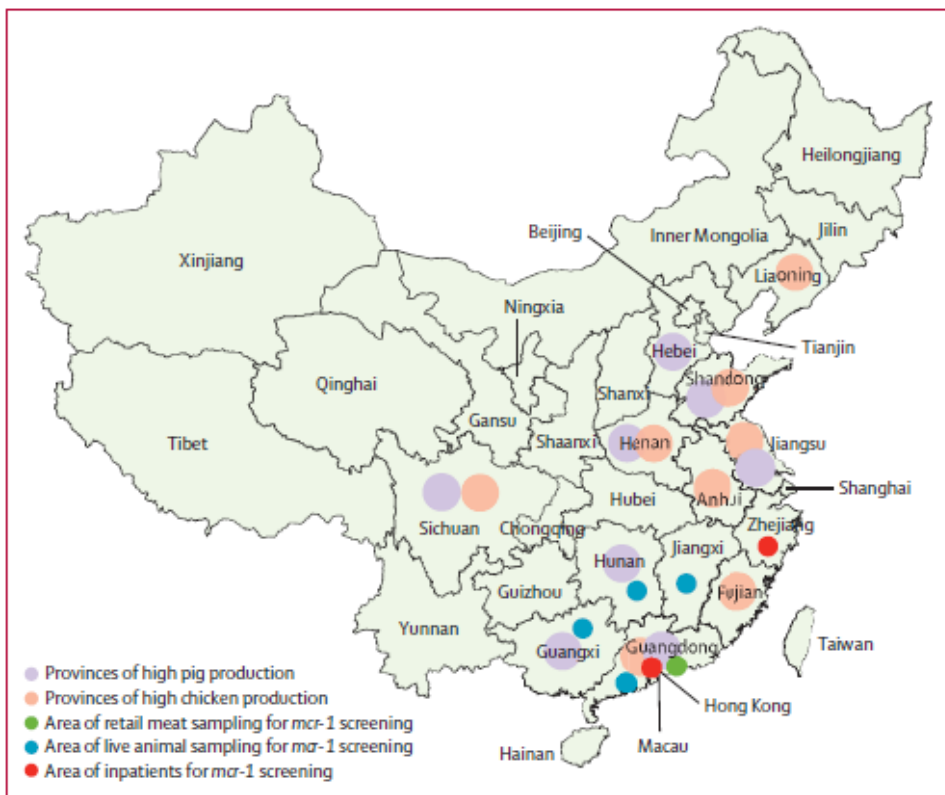 Heilongjiang
Jilin
Inner Mongolia
Beijing
Liaoning
Xinjiang
Ningxia
Tianjin
Hebei
Shandong
Qinghai
Shanxi
Gansu
Tibet
Shaanxi
Henan
Jiangsu
Shanghai
Anhui
Hubei
Sichuan
Chongqing
Zhejiang
Jiangxi
Hunan
Guizhou
Fujian
Yunnan
Guangxi
Guangdong
Taiwan
Hong Kong
Macau
Hainan
Provinces of high pig production
Provinces of high chicken production
Area of retail meat sampling for mcr-1 screening
Area of live animal sampling for mcr-1 screening
Area of inpatients for mcr-1 screening